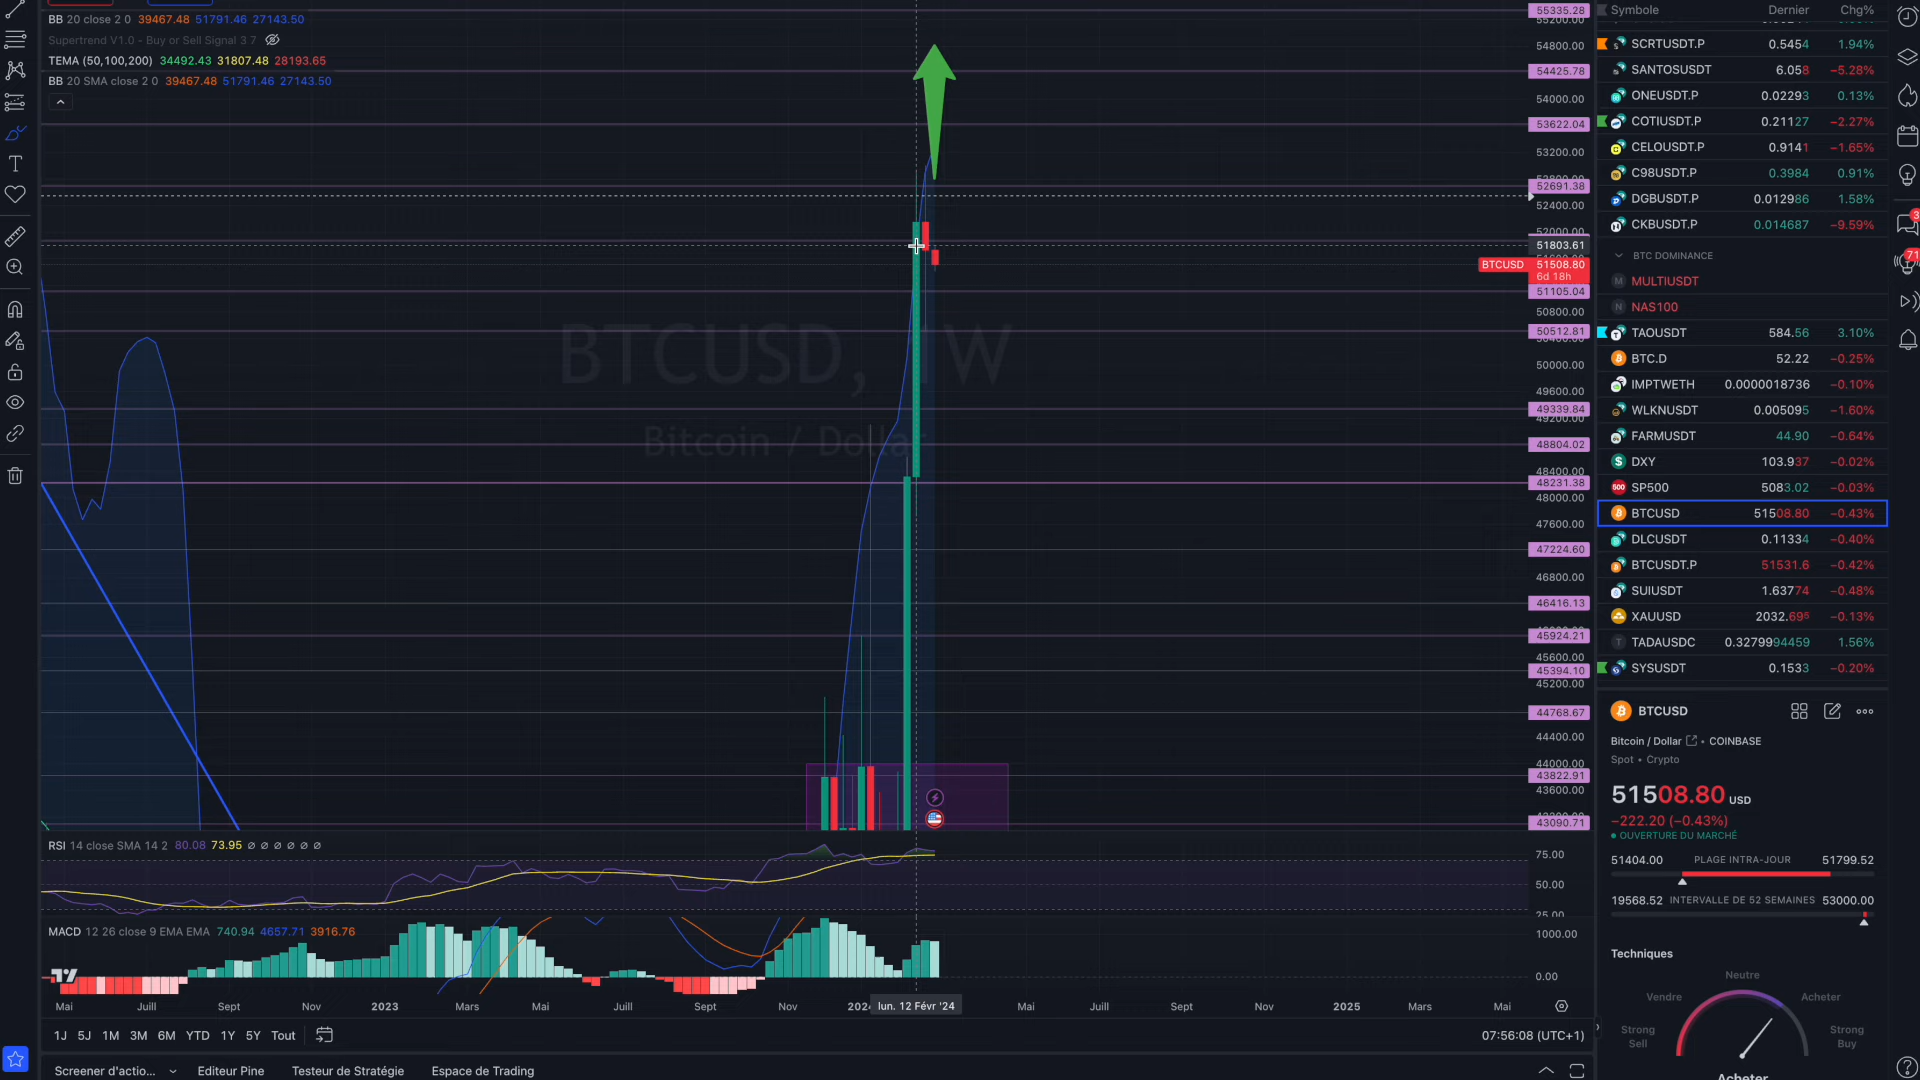 BB 20 close 2 0 39467.48 51791.46 27143.50
Supertrend V1.0 - Buy or Sell Signal 3 7
TEMA (50,100,200) 34492.43 31807.48 28193.65
BB 20 SMA close 2 0 39467.48 51791.46 27143.50
BTCUSD, 1W
Bitcoin / Dollar
55335.28
55200.00
54800.00
54425.78
54000.00
53622.04
53200.00
52691.38
52400.00
52000.00
51803.61
BTCUSD 51508.80
6d 18h
51105.04
50800.00
50512.81
50400.00
50000.00
49600.00
49339.84
49200.00
48804.02
48400.00
48231.38
48000.00
47600.00
47224.60
46800.00
46416.13
45924.21
45600.00
45394.10
45200.00
44768.67
44400.00
44000.00
43822.91
43600.00
43090.71
RSI 14 close SMA 14 2 80.08 73.95 ∅ ∅ ∅ ∅ ∅ ∅
75.00
50.00
25.00
MACD 12 26 close 9 EMA EMA 740.94 4657.71 3916.76
1000.00
0.00
Mai Juill Sept Nov 2023 Mars Mai Juill Sept Nov 2024 lun. 12 Févr '24 Mai Juill Sept Nov 2025 Mars Mai
1J 5J 1M 3M 6M YTD 1Y 5Y Tout
07:56:08 (UTC+1)
Screener d'actio... Editeur Pine Testeur de Stratégie Espace de Trading
Symbole Dernier Chg%
SCRTUSDT.P 0.5454 1.94%
SANTOSUSDT 6.058 −5.28%
ONEUSDT.P 0.02293 0.13%
COTIUSDT.P 0.21127 −2.27%
CELOUSDT.P 0.9141 −1.65%
C98USDT.P 0.3984 0.91%
DGBUSDT.P 0.012986 1.58%
CKBUSDT.P 0.014687 −9.59%
BTC DOMINANCE
M MULTIUSDT
N NAS100
TAOUSDT 584.56 3.10%
BTC.D 52.22 −0.25%
IMPTWETH 0.0000018736 −0.10%
WLKNUSDT 0.005095 −1.60%
FARMUSDT 44.90 −0.64%
DXY 103.937 −0.02%
500 SP500 5083.02 −0.03%
BTCUSD 51508.80 −0.43%
DLCUSDT 0.11334 −0.40%
BTCUSDT.P 51531.6 −0.42%
SUIUSDT 1.63774 −0.48%
XAUUSD 2032.695 −0.13%
T TADAUSDC 0.3279994459 1.56%
SYSUSDT 0.1533 −0.20%
BTCUSD
Bitcoin / Dollar • COINBASE
Spot • Crypto
51508.80 USD
−222.20 (−0.43%)
OUVERTURE DU MARCHÉ
51404.00 PLAGE INTRA-JOUR 51799.52
19568.52 INTERVALLE DE 52 SEMAINES 53000.00
Techniques
Neutre
Vendre Acheter
Strong Sell
Strong Buy
Acheter
3
71